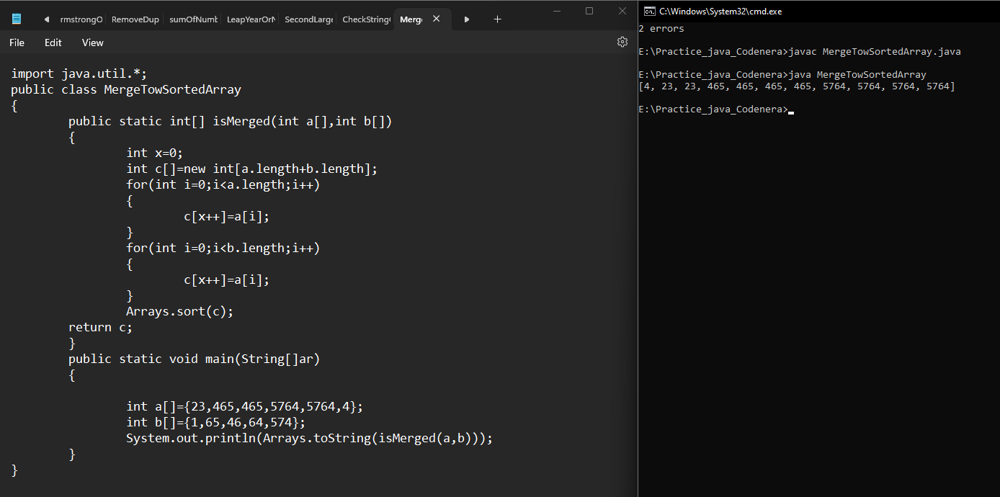 rmstrongO RemoveDup sumOfNumb LeapYearOrN SecondLarge CheckString Merg
File Edit View
import java.util.*;
public class MergeTowSortedArray
{
public static int[] isMerged(int a[],int b[])
{
int x=0;
int c[]=new int[a.length+b.length];
for(int i=0;i<a.length;i++)
{
c[x++]=a[i];
}
for(int i=0;i<b.length;i++)
{
c[x++]=a[i];
}
Arrays.sort(c);
return c;
}
public static void main(String[]ar)
{
int a[]={23,465,465,5764,5764,4};
int b[]={1,65,46,64,574};
System.out.println(Arrays.toString(isMerged(a,b)));
}
}
C:\Windows\System32\cmd.exe
2 errors
E:\Practice_java_Codenera>javac MergeTowSortedArray.java
E:\Practice_java_Codenera>java MergeTowSortedArray
[4, 23, 23, 465, 465, 465, 465, 5764, 5764, 5764, 5764]
E:\Practice_java_Codenera>